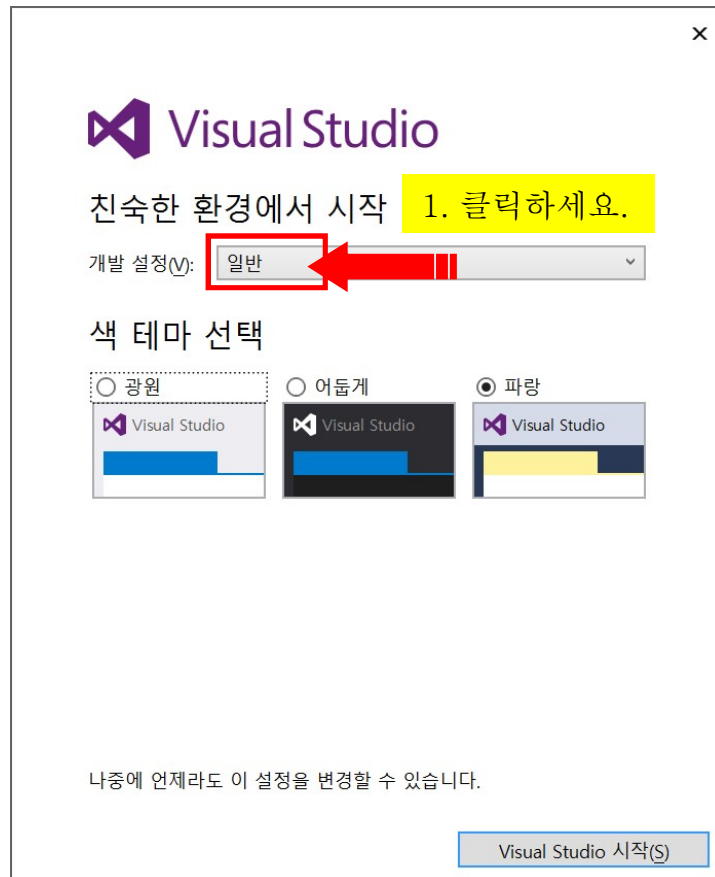 ×
Visual Studio
친숙한 환경에서 시작 1. 클릭하세요.
개발 설정(V): 일반
색 테마 선택
광원 어둡게 파랑
Visual Studio Visual Studio Visual Studio
나중에 언제라도 이 설정을 변경할 수 있습니다.
Visual Studio 시작(S)